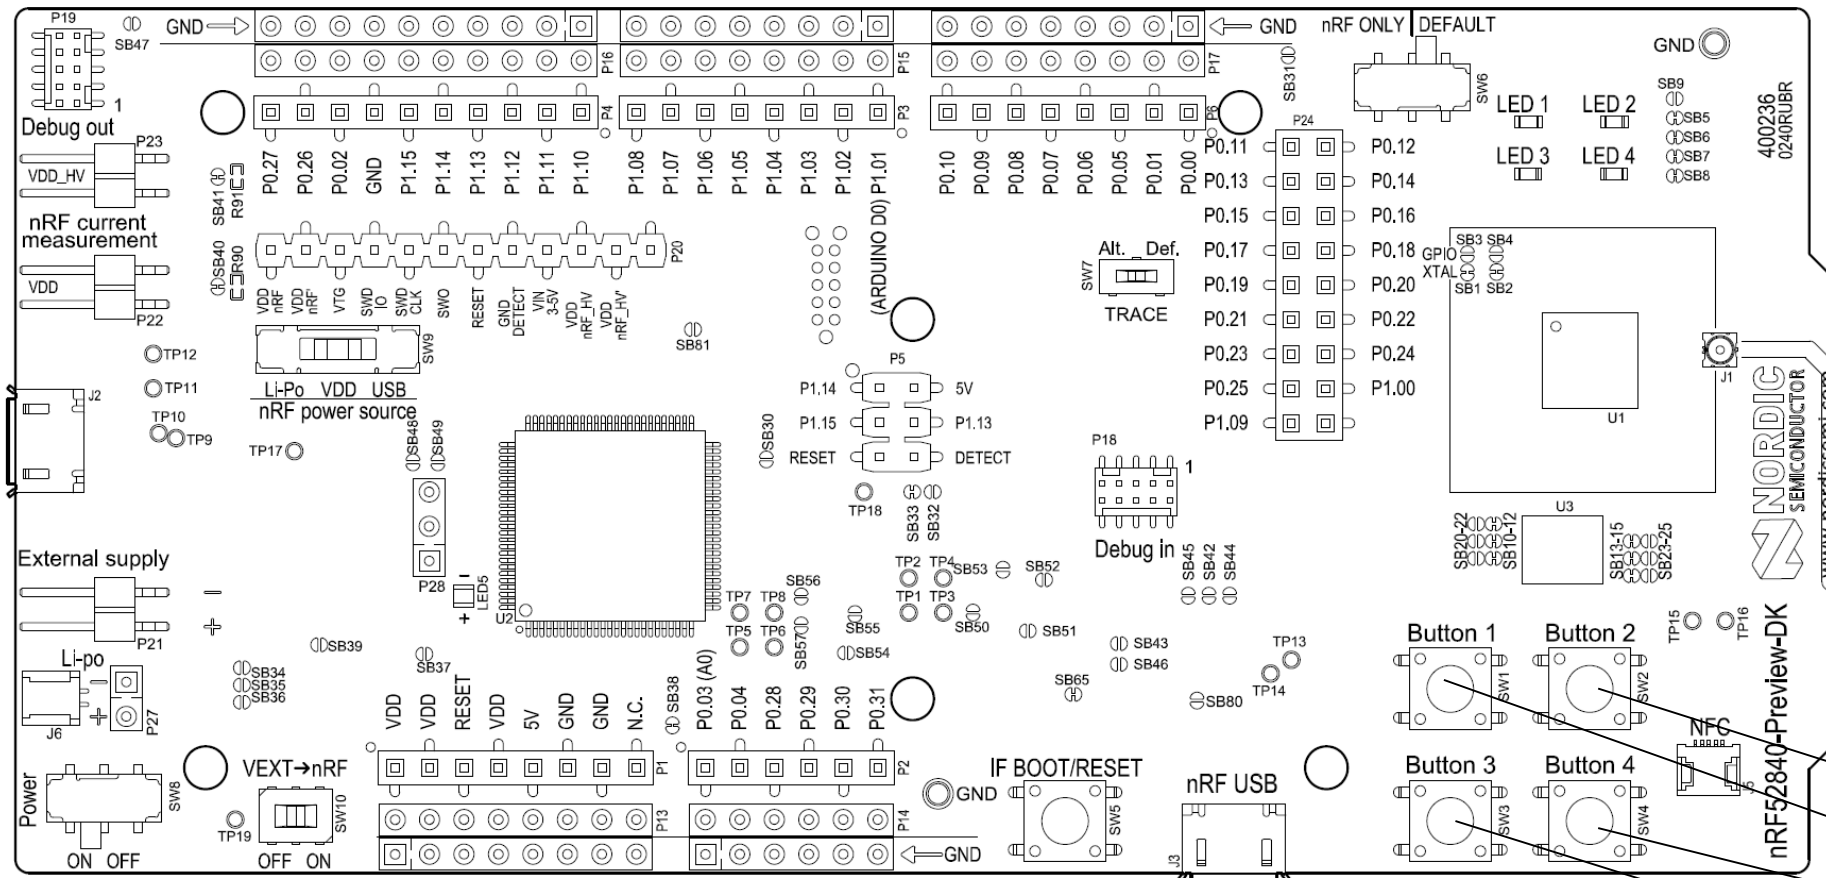 P19
SB47
1
Debug out
GND
GND
nRF ONLY | DEFAULT
GND
P16
P15
P17
SB31
SW6
P4
P3
P6
P24
LED 1
LED 2
LED 3
LED 4
SB9
SB5
SB6
SB7
SB8
400236
0240RUBR
P23
VDD_HV
nRF current
measurement
VDD
P22
SB41
R91
SB40
R90
P0.27
P0.26
P0.02
GND
P1.15
P1.14
P1.13
P1.12
P1.11
P1.10
P1.08
P1.07
P1.06
P1.05
P1.04
P1.03
P1.02
P1.01
(ARDUINO D0)
P0.10
P0.09
P0.08
P0.07
P0.06
P0.05
P0.01
P0.00
P0.11
P0.12
P0.13
P0.14
P0.15
P0.16
P0.17
P0.18
P0.19
P0.20
P0.21
P0.22
P0.23
P0.24
P0.25
P1.00
P1.09
P20
VDD
nRF
VDD
nRF'
VTG
SWD
IO
SWD
CLK
SWO
RESET
GND
DETECT
VIN
3-5V
VDD
nRF_HV
VDD
nRF_HV'
Alt. Def.
SW7
TRACE
GPIO
XTAL
SB3
SB4
SB1
SB2
U1
J1
NORDIC
SEMICONDUCTOR
www.nordicsemi.com
SW9
Li-Po VDD USB
nRF power source
SB81
TP12
TP11
TP10
TP9
J2
TP17
SB48
SB49
SB30
P5
P1.14
5V
P1.15
P1.13
RESET
DETECT
TP18
SB33
SB32
P18
1
Debug in
U3
SB20-22
SB10-12
SB13-15
SB23-25
External supply
P21
P28
LED5
U2
TP2
TP4
TP1
TP3
SB53
SB52
SB56
TP7
TP8
TP5
TP6
SB57
SB55
SB54
SB50
SB51
SB45
SB42
SB44
SB43
SB46
SB65
SB80
TP13
TP14
TP15
TP16
Li-po
J6
P27
SB39
SB37
SB34
SB35
SB36
SB38
VDD
VDD
RESET
VDD
5V
GND
GND
N.C.
P0.03 (A0)
P0.04
P0.28
P0.29
P0.30
P0.31
P1
P2
P13
P14
GND
GND
Power
SW8
ON OFF
TP19
VEXT→nRF
SW10
OFF ON
IF BOOT/RESET
SW5
nRF USB
J3
Button 1
SW1
Button 2
SW2
Button 3
SW3
Button 4
SW4
NFC
nRF52840-Preview-DK